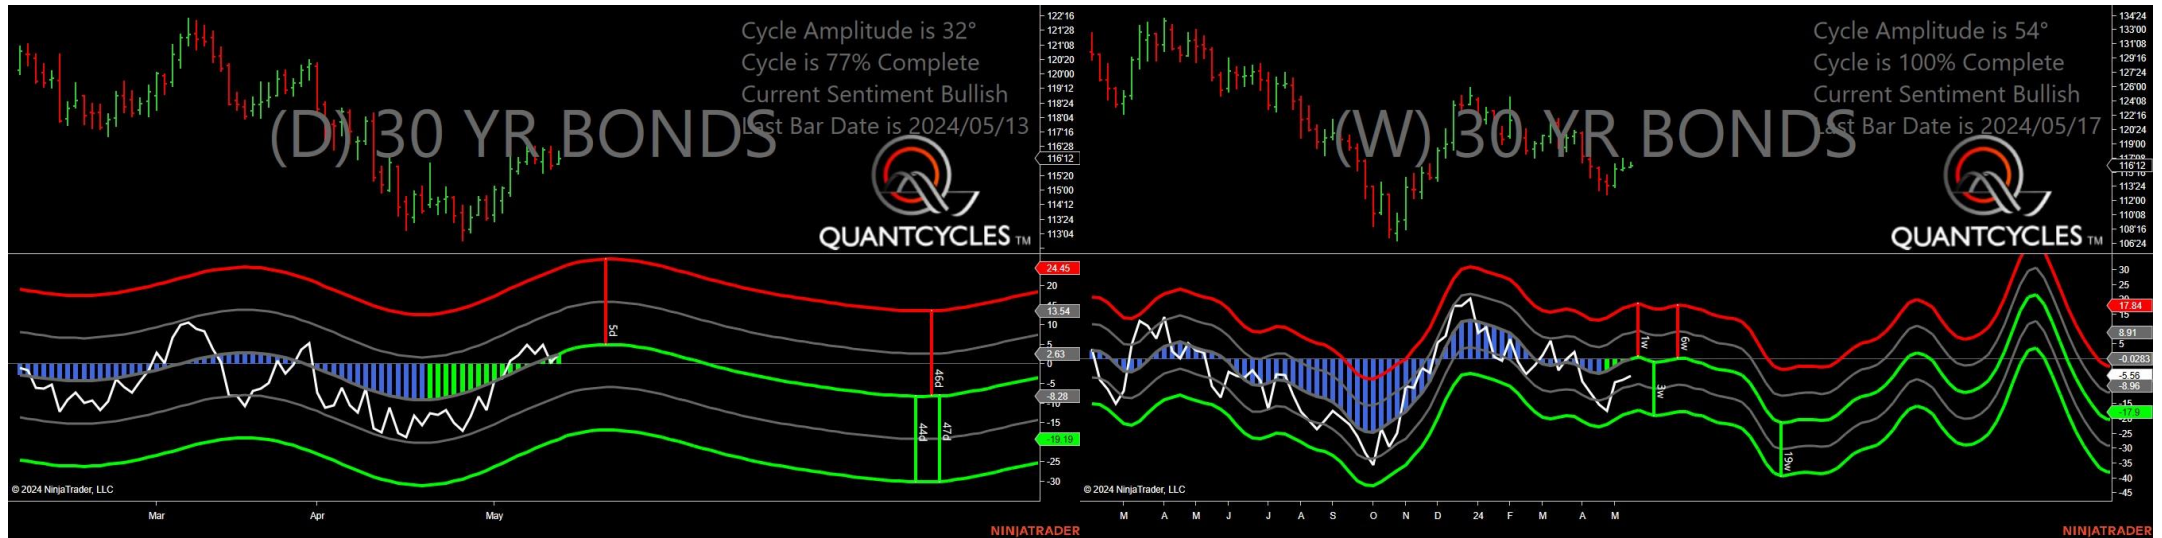 Cycle Amplitude is 32°
Cycle is 77% Complete
Current Sentiment Bullish
Last Bar Date is 2024/05/13
(D) 30 YR BONDS
QUANTCYCLES TM
122'16
121'28
121'08
120'20
120'00
119'12
118'24
118'04
117'16
116'28
116'12
115'20
115'00
114'12
113'24
113'04
24.45
20
13.54
10
5
2.63
0
-5
-8.28
-10
-15
-19.19
-25
-30
5d
46d
44d
47d
© 2024 NinjaTrader, LLC
Mar
Apr
May
NINJATRADER
Cycle Amplitude is 54°
Cycle is 100% Complete
Current Sentiment Bullish
Last Bar Date is 2024/05/17
(W) 30 YR BONDS
QUANTCYCLES TM
134'24
133'00
131'08
129'16
127'24
126'00
124'08
122'16
120'24
119'00
116'12
113'24
112'00
110'08
108'16
106'24
30
25
17.84
15
8.91
5
-0.0283
-5.56
-8.96
-15
-17.9
-20
-25
-30
-35
-40
-45
1w
6w
3w
19w
© 2024 NinjaTrader, LLC
M
A
M
J
J
A
S
O
N
D
24
F
M
A
M
NINJATRADER